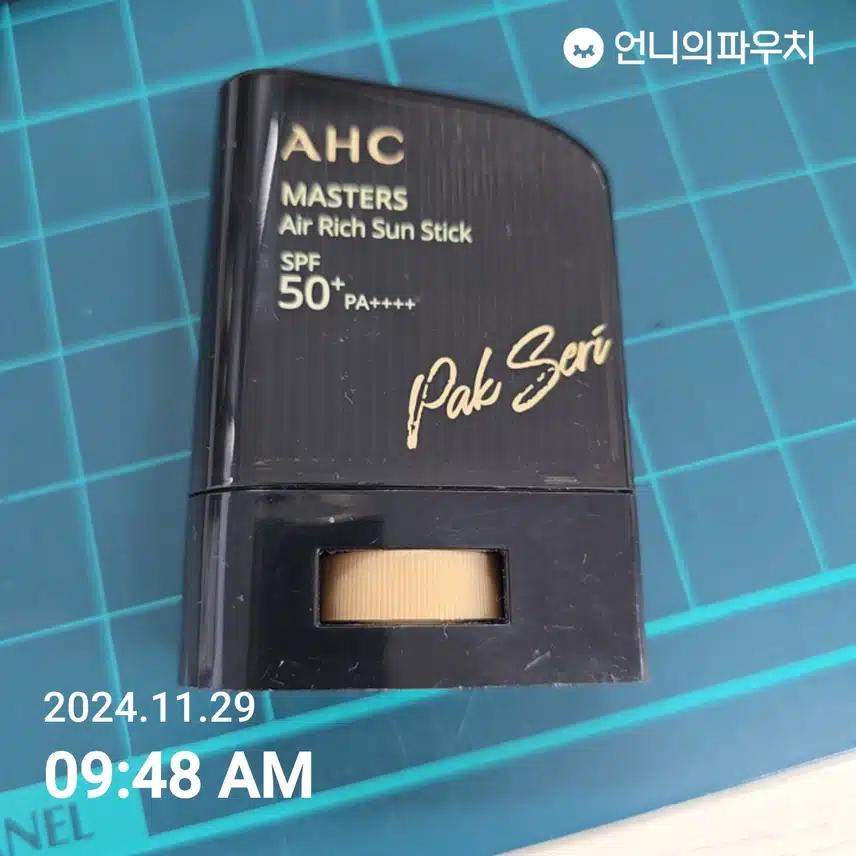 언니의파우치
AHC
MASTERS
Air Rich Sun Stick
SPF
50+ PA++++
Pak Seri
2024.11.29
09:48 AM
NEL